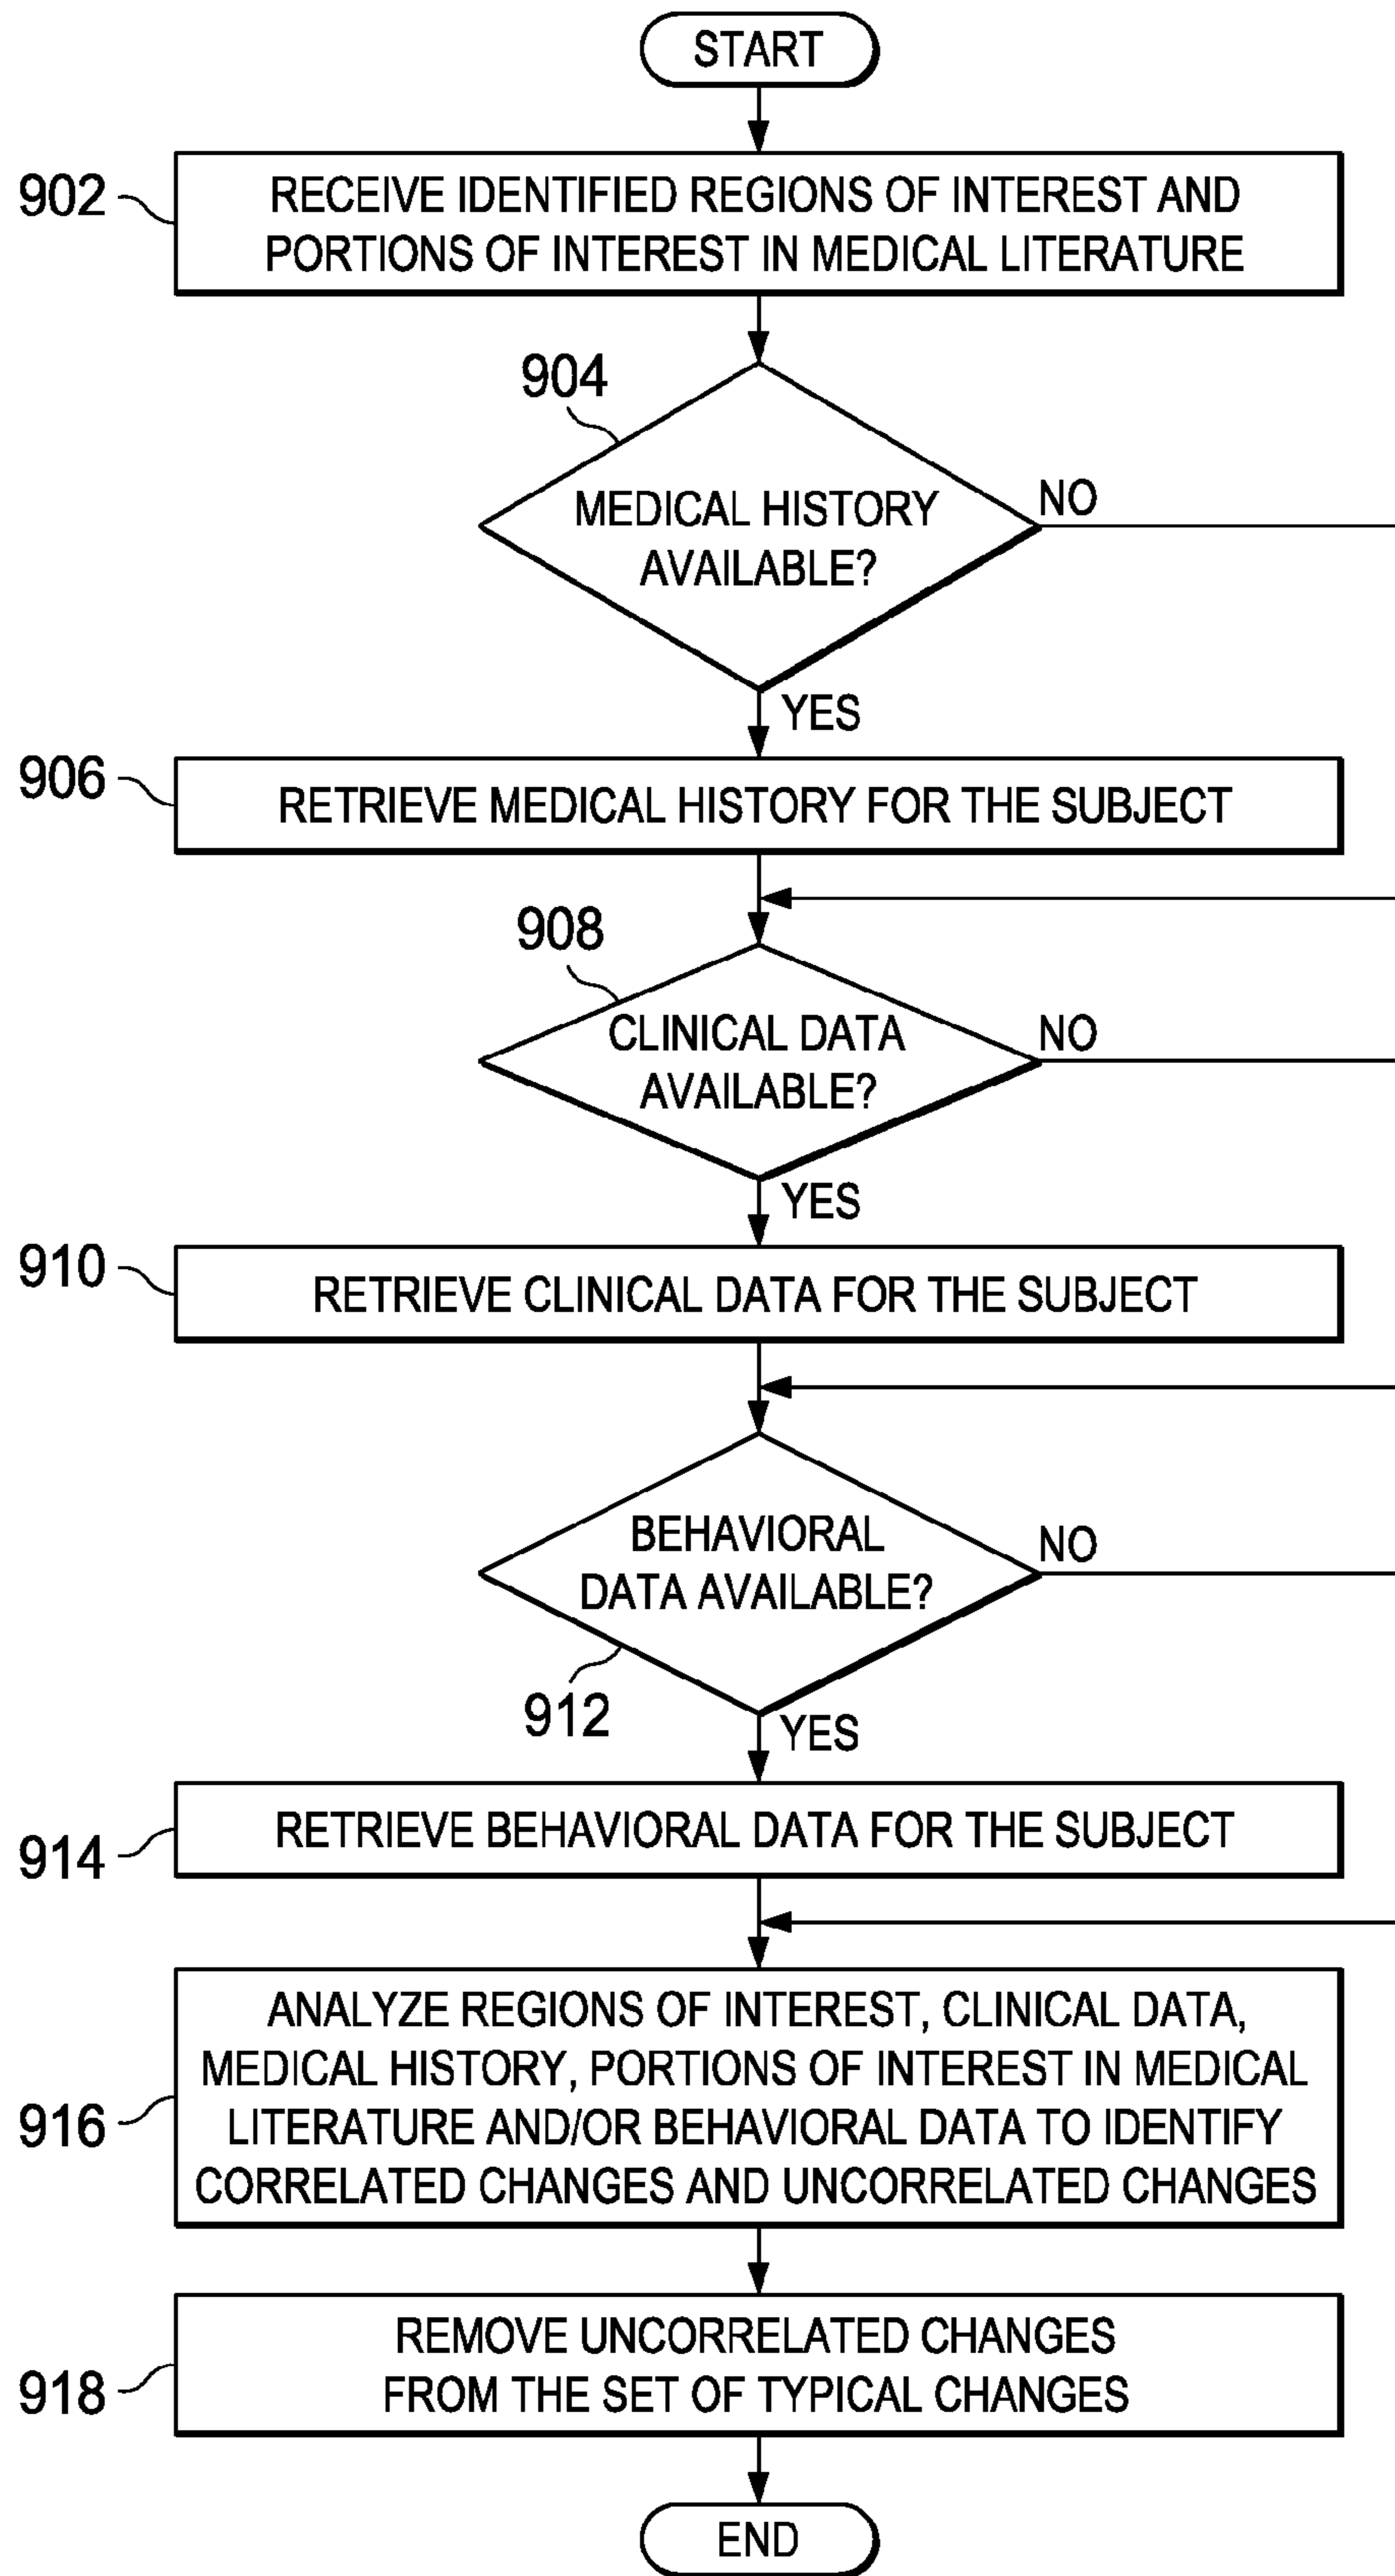 START
902
RECEIVE IDENTIFIED REGIONS OF INTEREST AND
PORTIONS OF INTEREST IN MEDICAL LITERATURE
904
MEDICAL HISTORY
AVAILABLE?
NO
YES
906
RETRIEVE MEDICAL HISTORY FOR THE SUBJECT
908
CLINICAL DATA
AVAILABLE?
NO
YES
910
RETRIEVE CLINICAL DATA FOR THE SUBJECT
BEHAVIORAL
DATA AVAILABLE?
NO
912
YES
914
RETRIEVE BEHAVIORAL DATA FOR THE SUBJECT
916
ANALYZE REGIONS OF INTEREST, CLINICAL DATA,
MEDICAL HISTORY, PORTIONS OF INTEREST IN MEDICAL
LITERATURE AND/OR BEHAVIORAL DATA TO IDENTIFY
CORRELATED CHANGES AND UNCORRELATED CHANGES
918
REMOVE UNCORRELATED CHANGES
FROM THE SET OF TYPICAL CHANGES
END